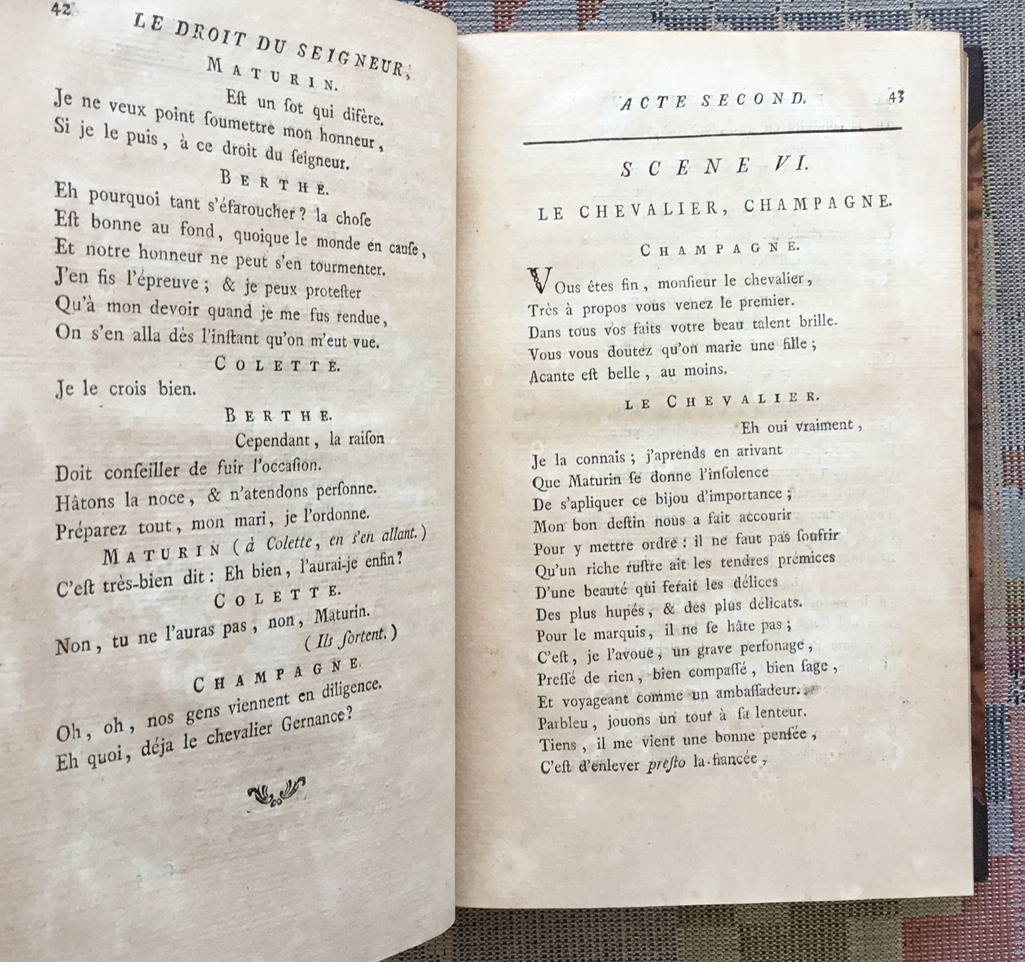 42
LE DROIT DU SEIGNEUR,
MATURIN.
Eſt un ſot qui difère.
Je ne veux point ſoumettre mon honneur,
Si je le puis, à ce droit du ſeigneur.
BERTHE.
Eh pourquoi tant s'éfaroucher? la choſe
Eſt bonne au fond, quoique le monde en cauſe,
Et notre honneur ne peut s'en tourmenter.
J'en fis l'épreuve; & je peux proteſter
Qu'à mon devoir quand je me fus rendue,
On s'en alla dès l'inſtant qu'on m'eut vue.
COLETTE.
Je le crois bien.
BERTHE.
Cependant, la raiſon
Doit conſeiller de fuir l'occaſion.
Hâtons la noce, & n'atendons perſonne.
Préparez tout, mon mari, je l'ordonne.
MATURIN (à Colette, en s'en allant.)
C'eſt très-bien dit: Eh bien, l'aurai-je enfin?
COLETTE.
Non, tu ne l'auras pas, non, Maturin.
(Ils ſortent.)
CHAMPAGNE.
Oh, oh, nos gens viennent en diligence.
Eh quoi, déja le chevalier Gernance?
ACTE SECOND. 43
SCENE VI.
LE CHEVALIER, CHAMPAGNE.
CHAMPAGNE.
VOus êtes fin, monſieur le chevalier,
Très à propos vous venez le premier.
Dans tous vos faits votre beau talent brille.
Vous vous doutez qu'on marie une fille;
Acante eſt belle, au moins.
LE CHEVALIER.
Eh oui vraiment,
Je la connais; j'aprends en arivant
Que Maturin ſe donne l'inſolence
De s'apliquer ce bijou d'importance;
Mon bon deſtin nous a fait accourir
Pour y mettre ordre: il ne faut pas ſoufrir
Qu'un riche ruſtre ait les tendres prémices
D'une beauté qui ferait les délices
Des plus hupés, & des plus délicats.
Pour le marquis, il ne ſe hâte pas;
C'eſt, je l'avoue, un grave perſonage,
Preſſé de rien, bien compaſſé, bien ſage,
Et voyageant comme un ambaſſadeur.
Parbleu, jouons un tour à ſa lenteur.
Tiens, il me vient une bonne penſée,
C'eſt d'enlever preſto la fiancée,